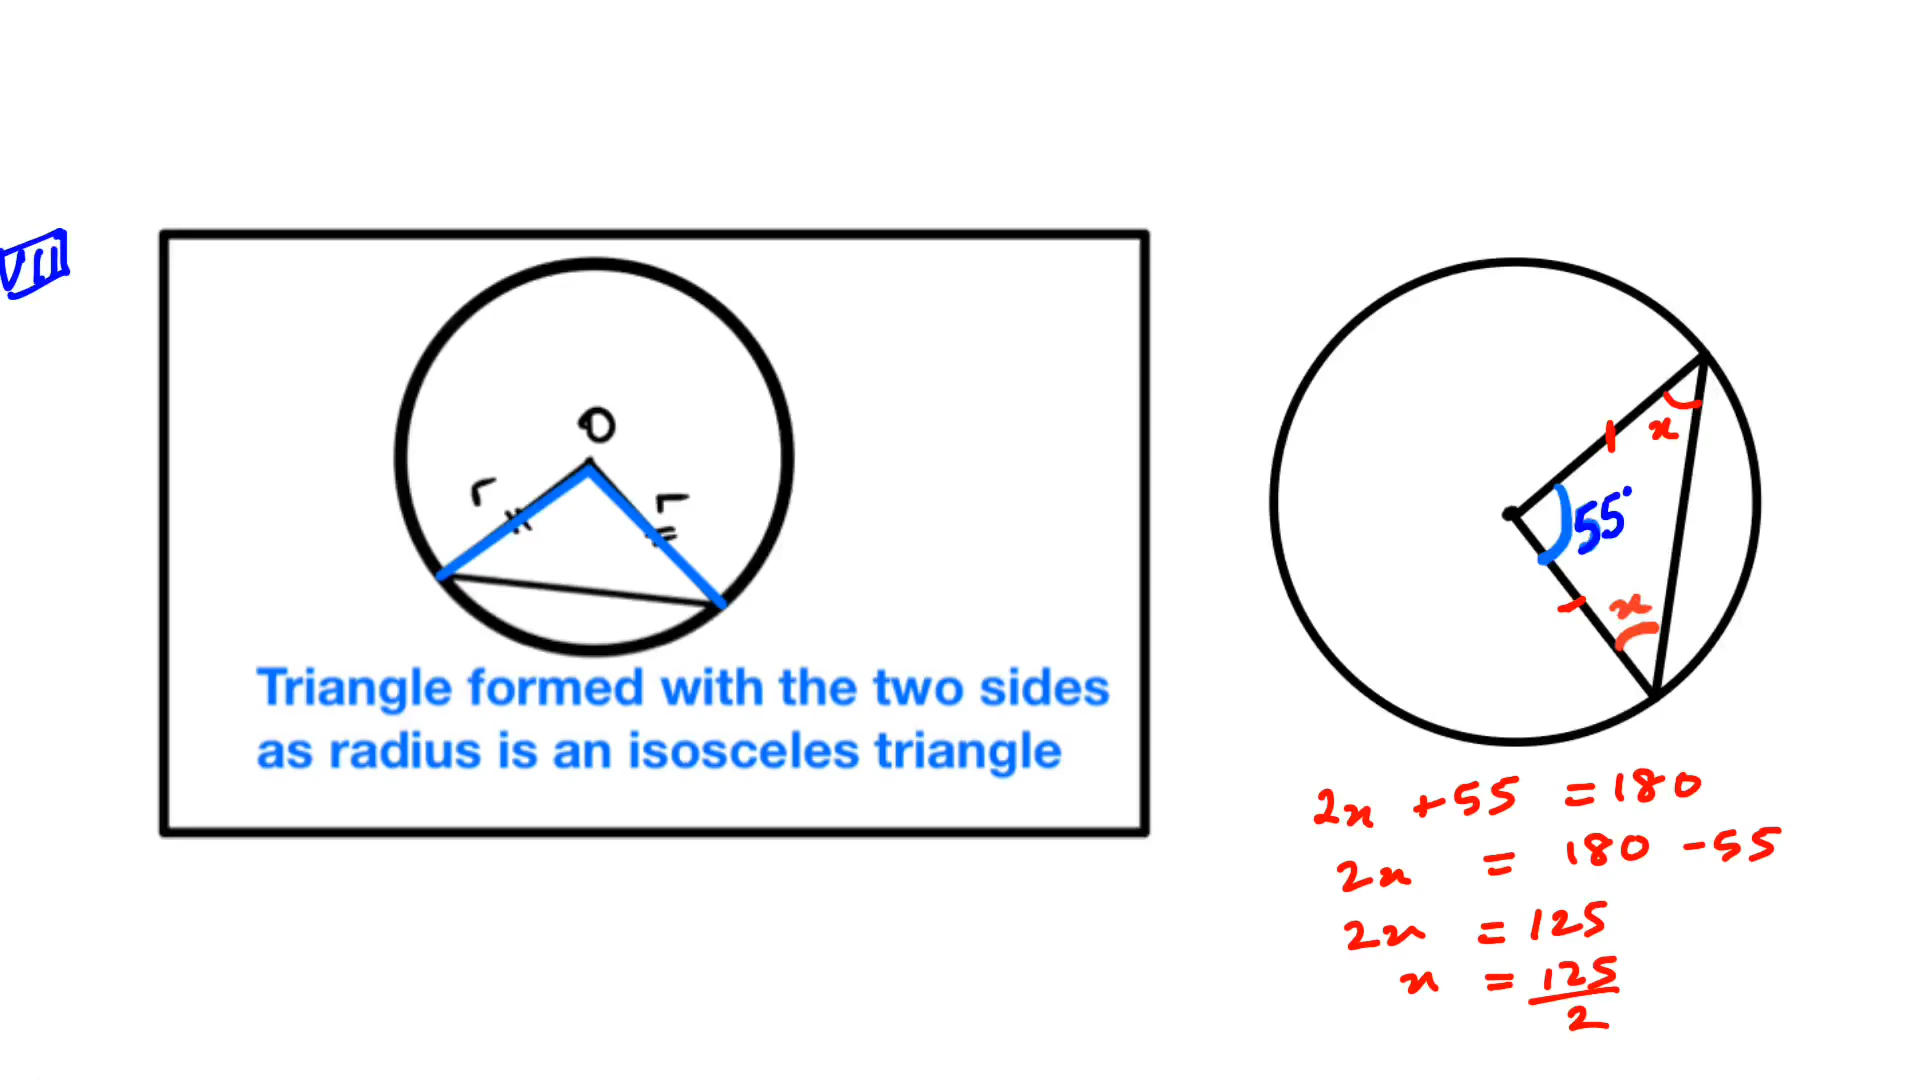 VII
O
r
r
Triangle formed with the two sides
as radius is an isosceles triangle
x
55°
x
2x + 55 = 180
2x = 180 - 55
2x = 125
x = 125/2